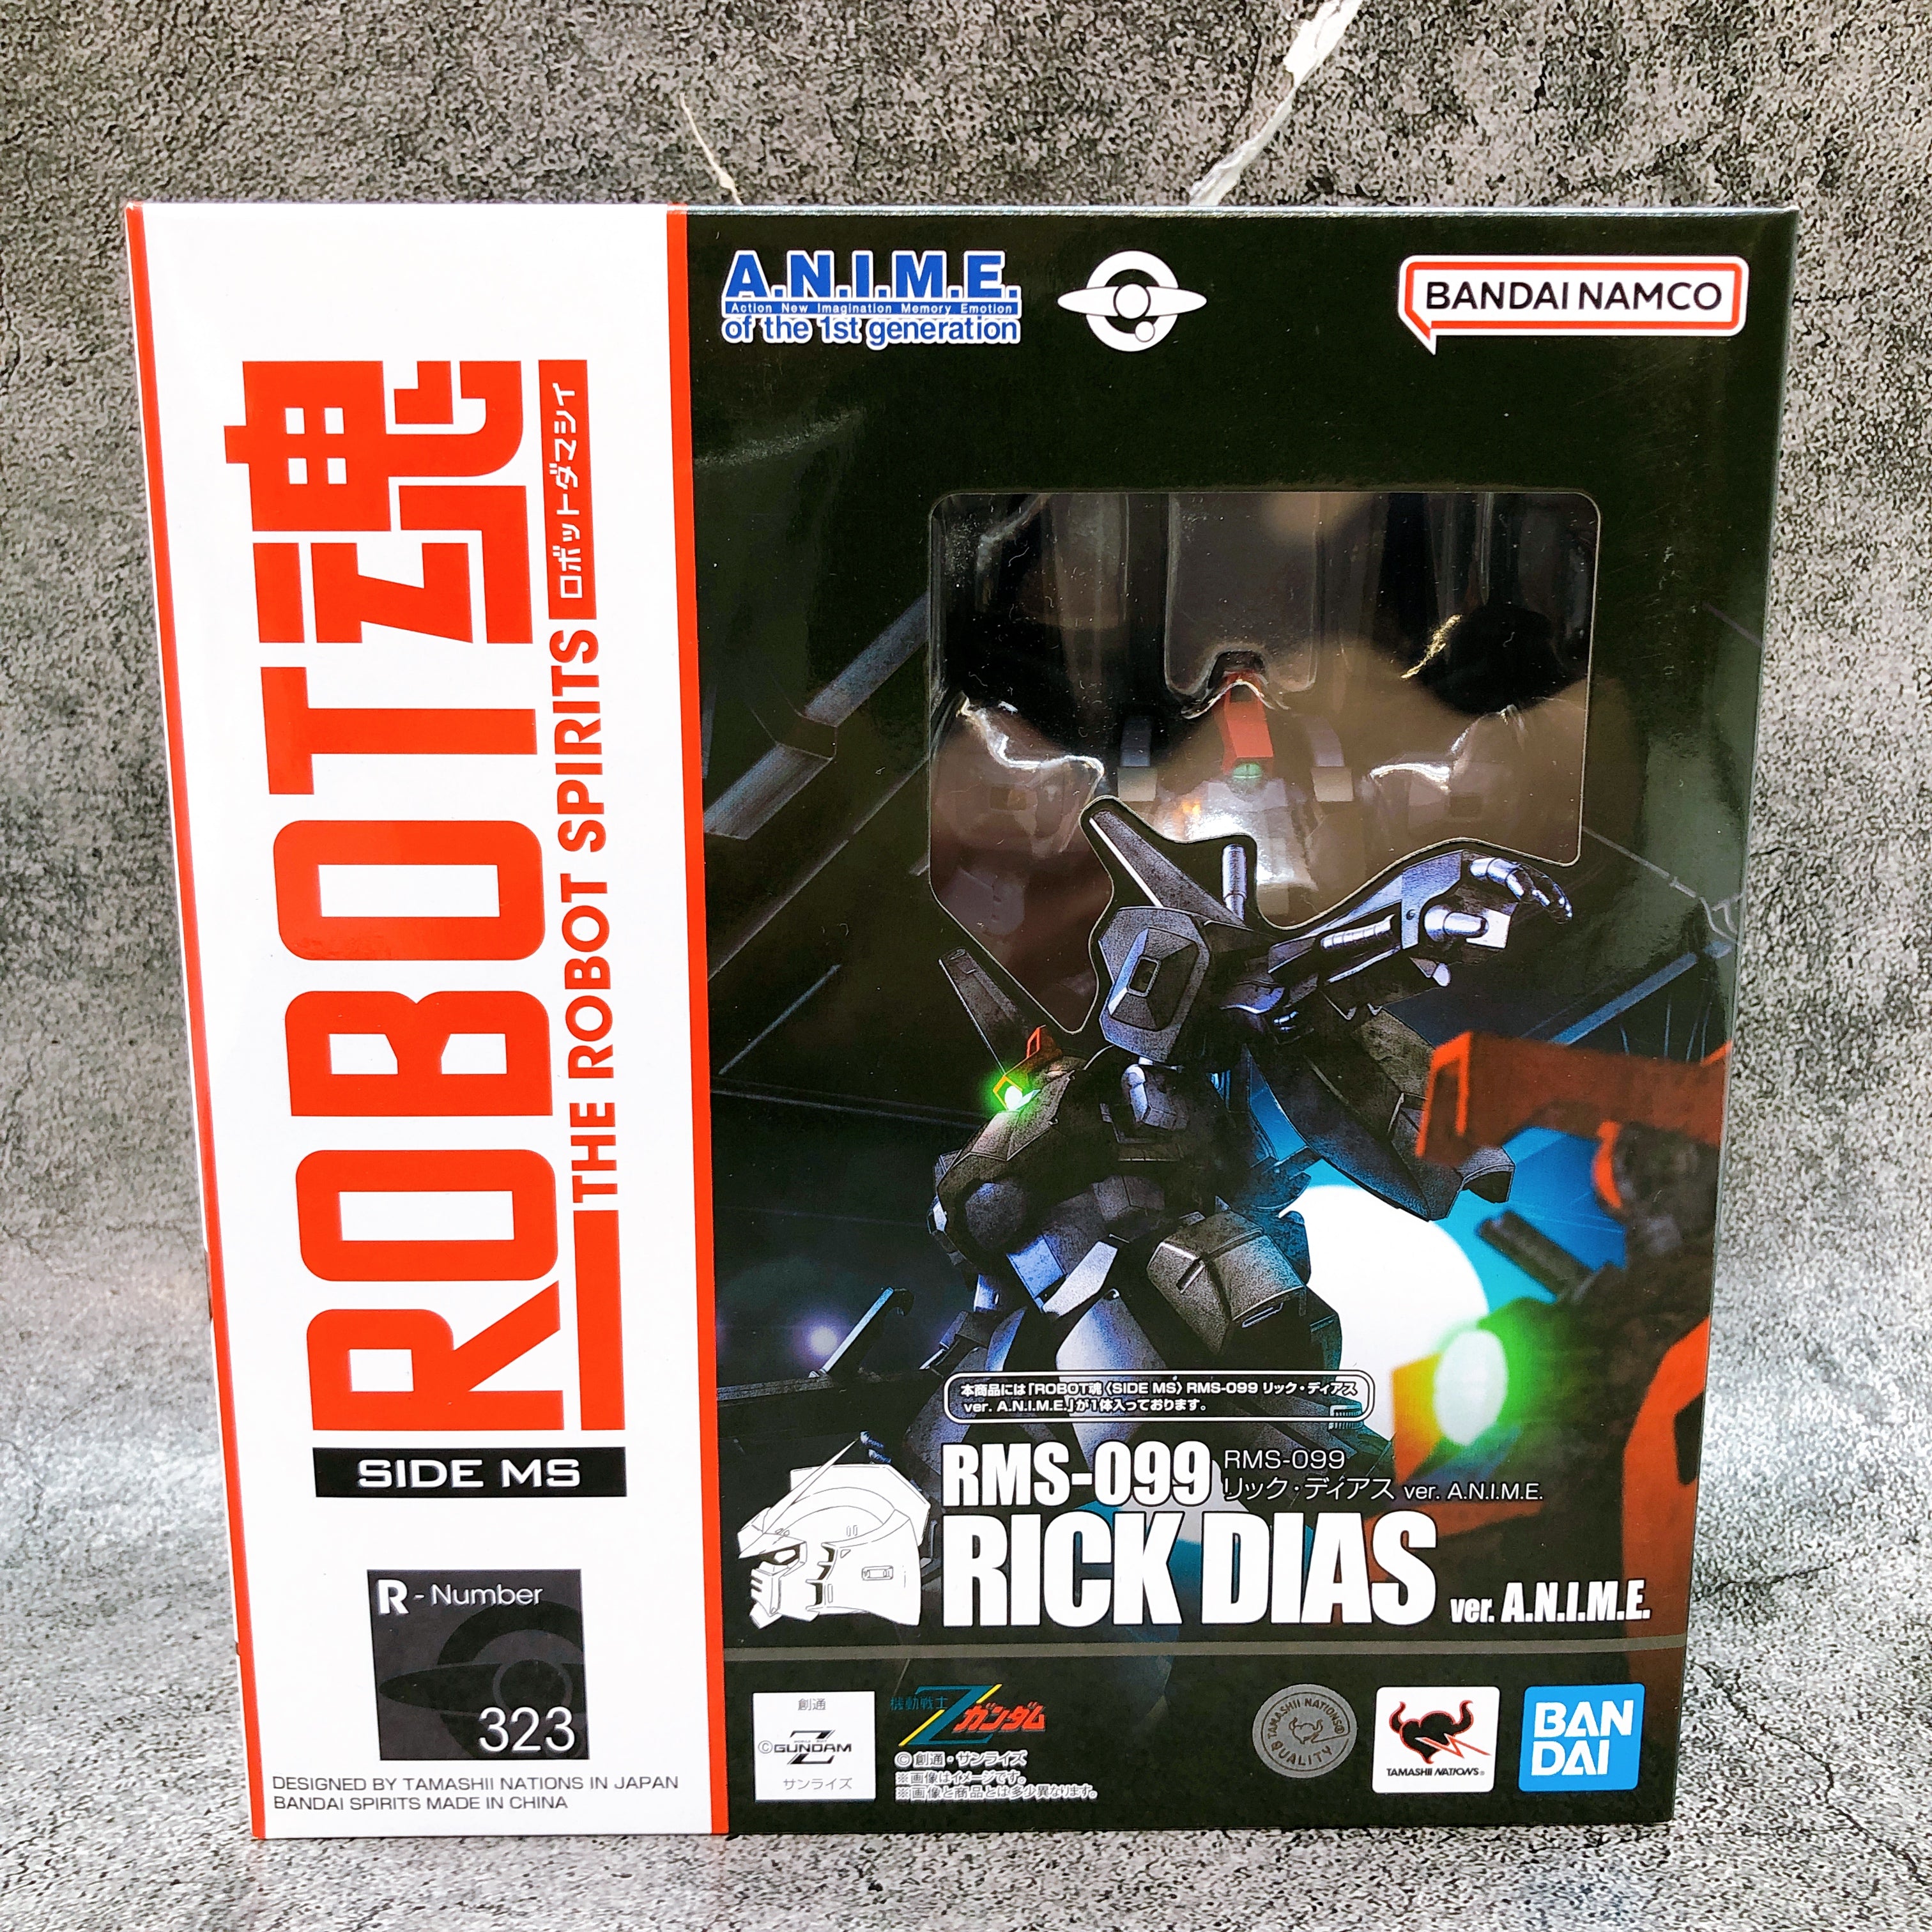 ROBOT魂
THE ROBOT SPIRITS ロボットダマシイ
SIDE MS
R - Number
323
DESIGNED BY TAMASHII NATIONS IN JAPAN
BANDAI SPIRITS MADE IN CHINA
A.N.I.M.E.
Action New Imagination Memory Emotion
of the 1st generation
BANDAI NAMCO
本商品には「ROBOT魂〈SIDE MS〉RMS-099 リック・ディアス
ver. A.N.I.M.E.」が1体入っております。
RMS-099
RMS-099
リック・ディアス ver. A.N.I.M.E.
RICK DIAS ver. A.N.I.M.E.
創通
©Z GUNDAM
サンライズ
機動戦士Zガンダム
© 創通・サンライズ
※画像はイメージです。
※画像と商品とは多少異なります。
TAMASHII NATIONS®
QUALITY
TAMASHII NATIONS®
BAN
DAI